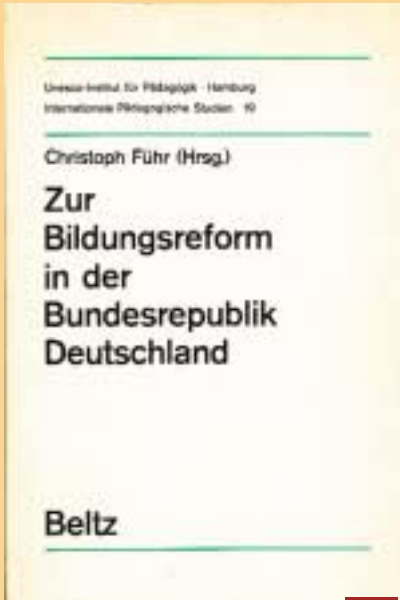 Unesco-Institut für Pädagogik · Hamburg
Internationale Pädagogische Studien 19
Christoph Führ (Hrsg.)
Zur
Bildungsreform
in der
Bundesrepublik
Deutschland
Beltz